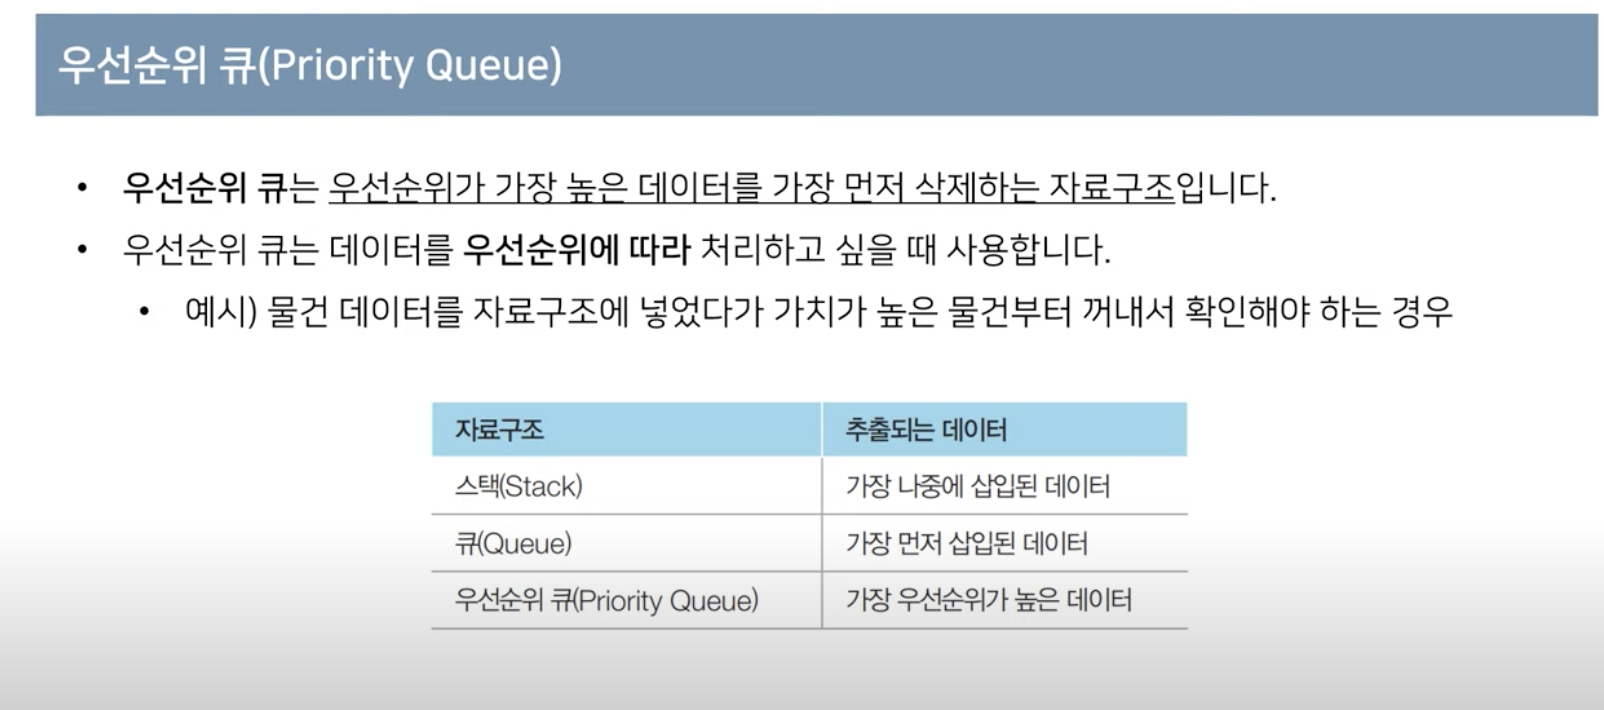 우선순위 큐(Priority Queue)
• 우선순위 큐는 우선순위가 가장 높은 데이터를 가장 먼저 삭제하는 자료구조입니다.
• 우선순위 큐는 데이터를 우선순위에 따라 처리하고 싶을 때 사용합니다.
• 예시) 물건 데이터를 자료구조에 넣었다가 가치가 높은 물건부터 꺼내서 확인해야 하는 경우
자료구조 추출되는 데이터
스택(Stack) 가장 나중에 삽입된 데이터
큐(Queue) 가장 먼저 삽입된 데이터
우선순위 큐(Priority Queue) 가장 우선순위가 높은 데이터